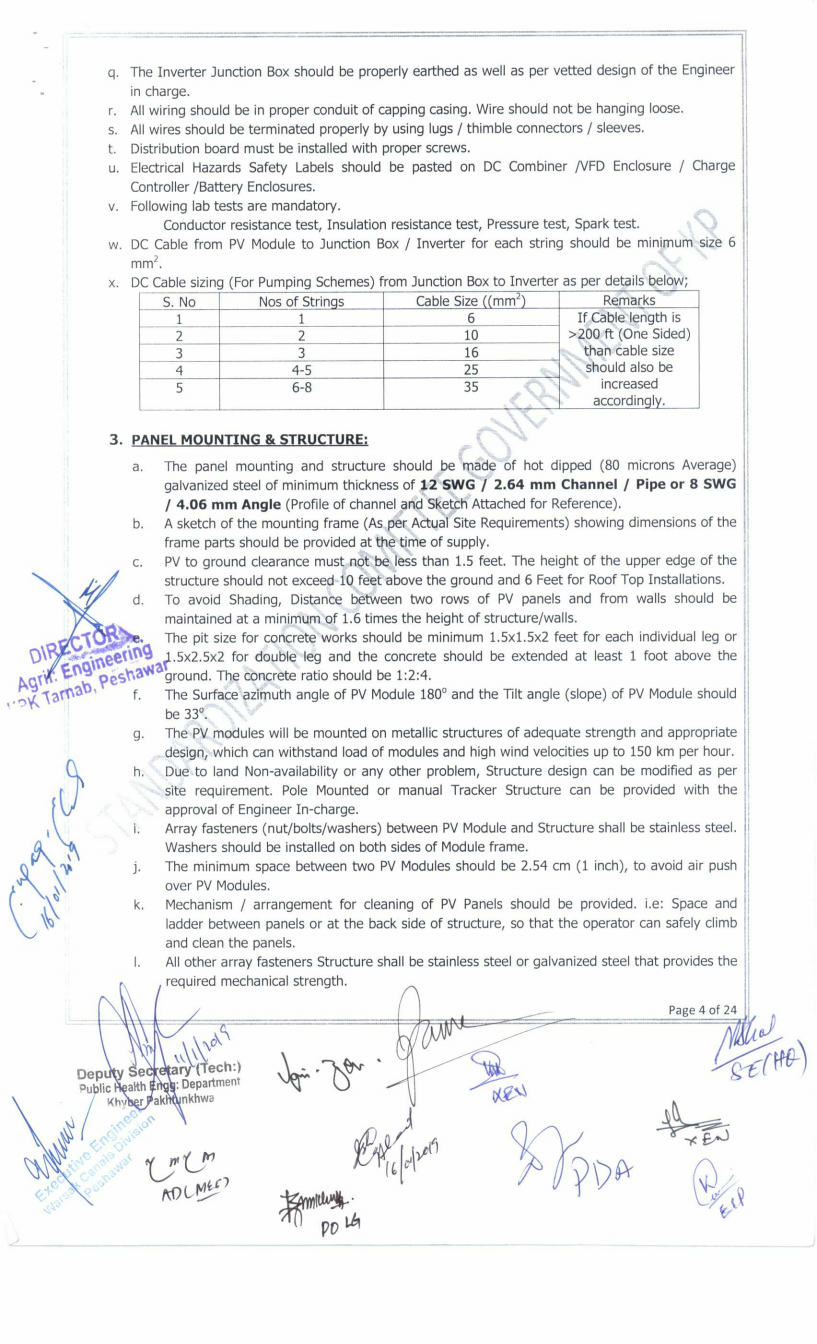 q. The Inverter Junction Box should be properly earthed as well as per vetted design of the Engineer
in charge.
r. All wiring should be in proper conduit of capping casing. Wire should not be hanging loose.
s. All wires should be terminated properly by using lugs / thimble connectors / sleeves.
t. Distribution board must be installed with proper screws.
u. Electrical Hazards Safety Labels should be pasted on DC Combiner /VFD Enclosure / Charge
Controller /Battery Enclosures.
v. Following lab tests are mandatory.
Conductor resistance test, Insulation resistance test, Pressure test, Spark test.
w. DC Cable from PV Module to Junction Box / Inverter for each string should be minimum size 6
mm².
x. DC Cable sizing (For Pumping Schemes) from Junction Box to Inverter as per details below;
S. No Nos of Strings Cable Size ((mm²) Remarks
1 1 6 If Cable length is
2 2 10 >200 ft (One Sided)
3 3 16 than cable size
4 4-5 25 should also be
5 6-8 35 increased
accordingly.
3. PANEL MOUNTING & STRUCTURE:
a. The panel mounting and structure should be made of hot dipped (80 microns Average)
galvanized steel of minimum thickness of 12 SWG / 2.64 mm Channel / Pipe or 8 SWG
/ 4.06 mm Angle (Profile of channel and Sketch Attached for Reference).
b. A sketch of the mounting frame (As per Actual Site Requirements) showing dimensions of the
frame parts should be provided at the time of supply.
c. PV to ground clearance must not be less than 1.5 feet. The height of the upper edge of the
structure should not exceed 10 feet above the ground and 6 Feet for Roof Top Installations.
d. To avoid Shading, Distance between two rows of PV panels and from walls should be
maintained at a minimum of 1.6 times the height of structure/walls.
e. The pit size for concrete works should be minimum 1.5x1.5x2 feet for each individual leg or
1.5x2.5x2 for double leg and the concrete should be extended at least 1 foot above the
ground. The concrete ratio should be 1:2:4.
f. The Surface azimuth angle of PV Module 180° and the Tilt angle (slope) of PV Module should
be 33°.
g. The PV modules will be mounted on metallic structures of adequate strength and appropriate
design, which can withstand load of modules and high wind velocities up to 150 km per hour.
h. Due to land Non-availability or any other problem, Structure design can be modified as per
site requirement. Pole Mounted or manual Tracker Structure can be provided with the
approval of Engineer In-charge.
i. Array fasteners (nut/bolts/washers) between PV Module and Structure shall be stainless steel.
Washers should be installed on both sides of Module frame.
j. The minimum space between two PV Modules should be 2.54 cm (1 inch), to avoid air push
over PV Modules.
k. Mechanism / arrangement for cleaning of PV Panels should be provided. i.e: Space and
ladder between panels or at the back side of structure, so that the operator can safely climb
and clean the panels.
l. All other array fasteners Structure shall be stainless steel or galvanized steel that provides the
required mechanical strength.
Page 4 of 24
STANDARDIZATION COMMITTEE GOVERNMENT OF KP
DIRECTOR
Agri: Engineering
Tarnab, Peshawar
16/01/2019
11/1/2019
Deputy Secretary (Tech:)
Public Health Engg: Department
Khyber Pakhtunkhwa
Executive Engineer
Warsak Canals Division
Peshawar
AD(M&E)
16/01/2019
PD LG
XEN
PDA
SE(HQ)
XEN
EIP